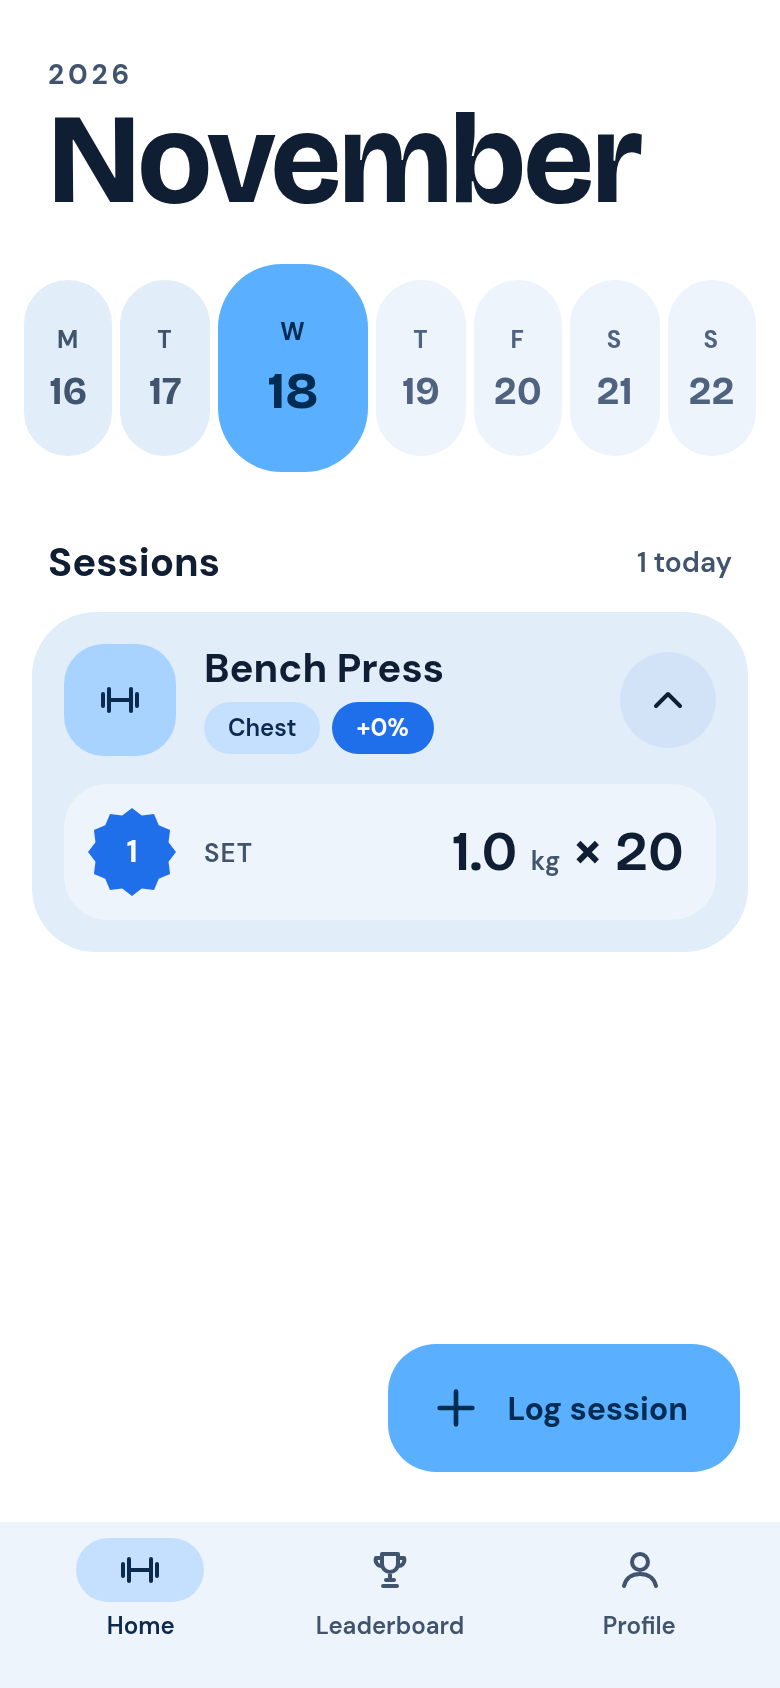 2026
November
M T W T F S S
16 17 18 19 20 21 22
Sessions 1 today
Bench Press
Chest +0%
1 SET 1.0 kg × 20
Log session
Home Leaderboard Profile